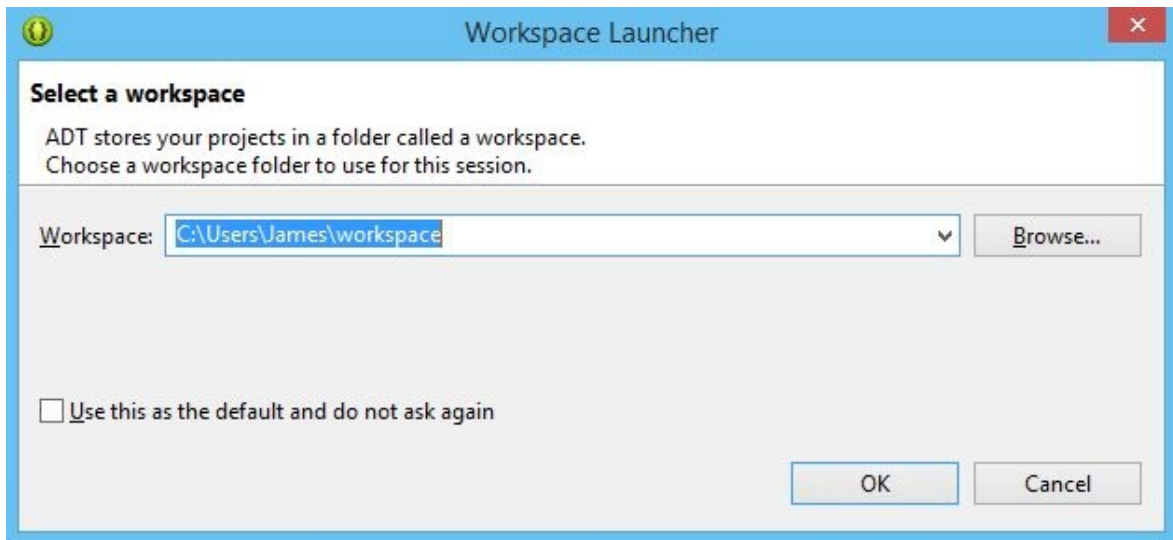 Workspace Launcher
Select a workspace
ADT stores your projects in a folder called a workspace.
Choose a workspace folder to use for this session.
Workspace: C:\Users\James\workspace Browse...
Use this as the default and do not ask again
OK Cancel